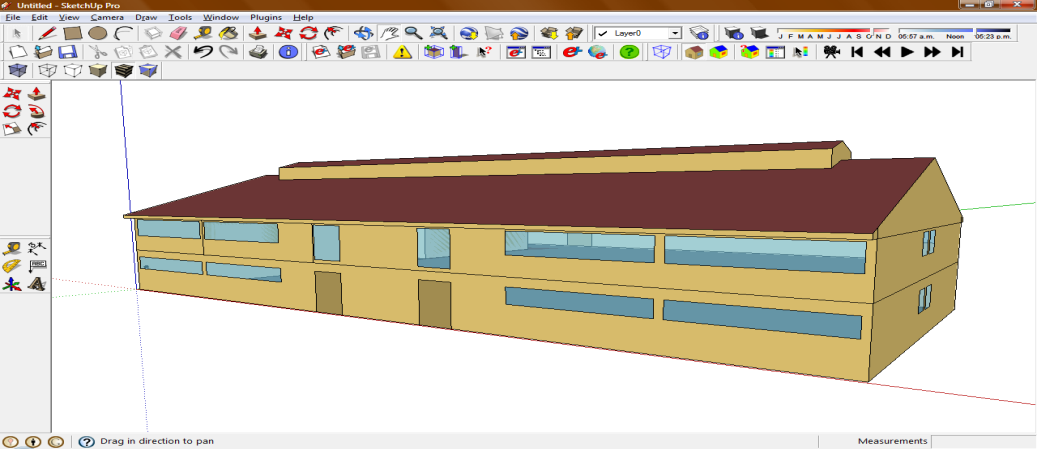 Untitled - SketchUp Pro
File Edit View Camera Draw Tools Window Plugins Help
Layer0
J F M A M J J A S O N D 06:57 a.m. Noon 05:23 p.m.
Drag in direction to pan
Measurements